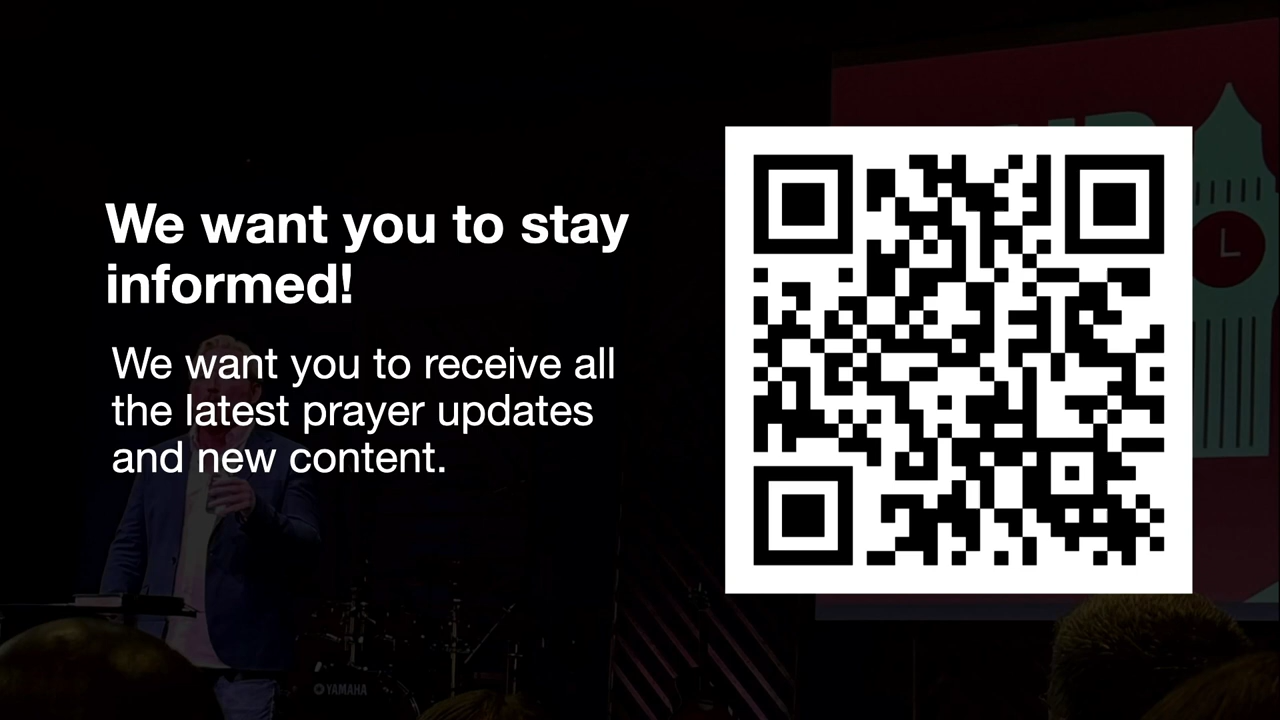 We want you to stay
informed!
We want you to receive all
the latest prayer updates
and new content.
YAMAHA